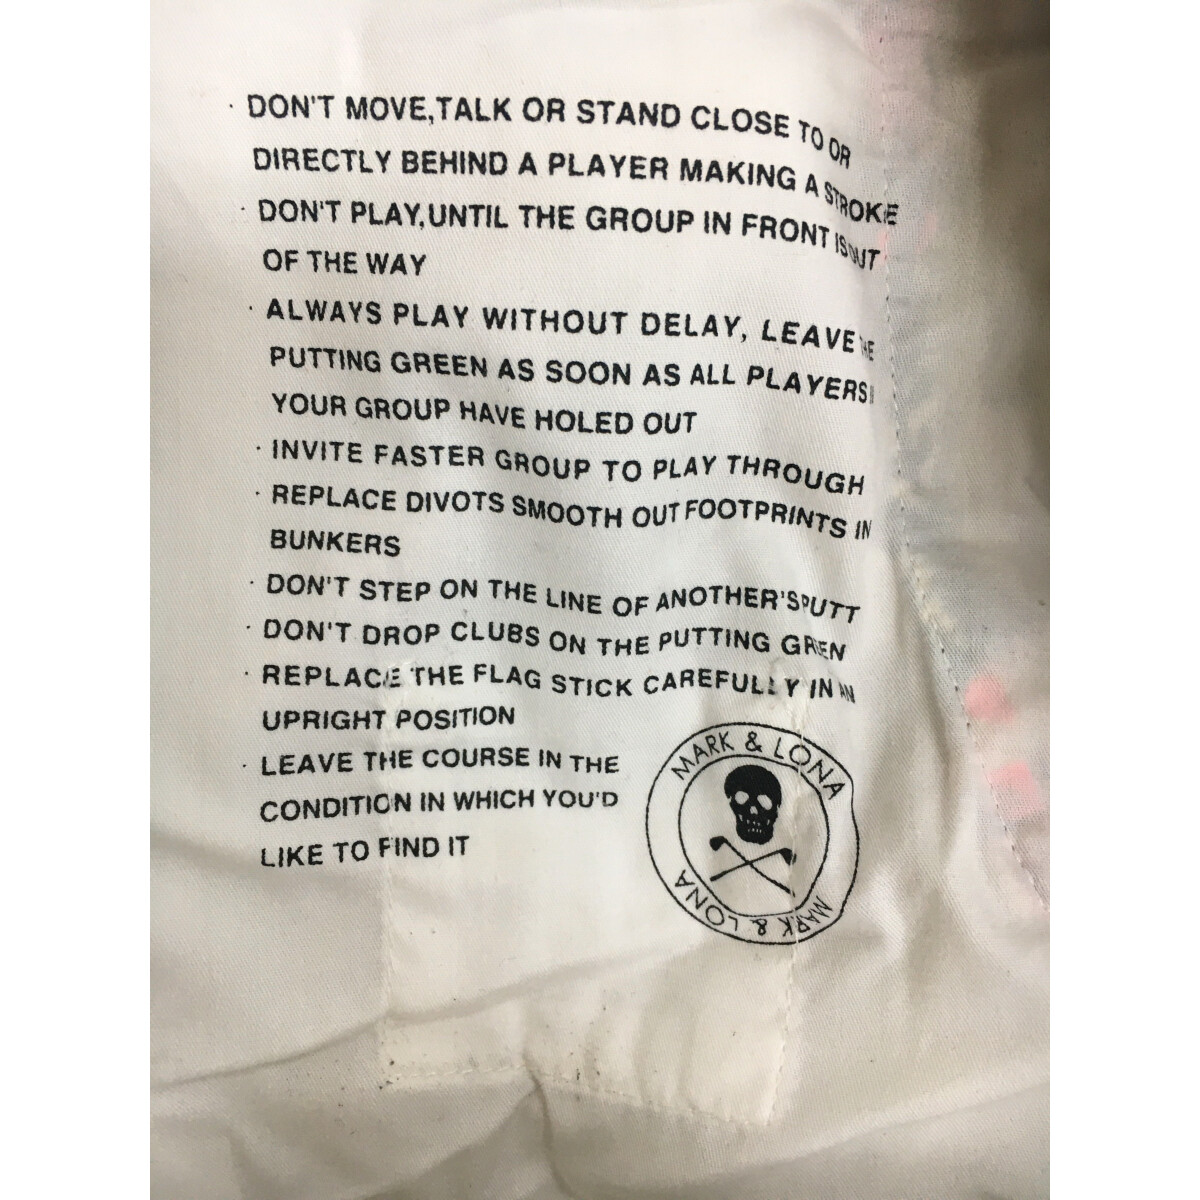 · DON'T MOVE,TALK OR STAND CLOSE TO OR
DIRECTLY BEHIND A PLAYER MAKING A STROKE
· DON'T PLAY,UNTIL THE GROUP IN FRONT IS OUT
OF THE WAY
· ALWAYS PLAY WITHOUT DELAY, LEAVE THE
PUTTING GREEN AS SOON AS ALL PLAYERS
YOUR GROUP HAVE HOLED OUT
· INVITE FASTER GROUP TO PLAY THROUGH
· REPLACE DIVOTS SMOOTH OUT FOOTPRINTS IN
BUNKERS
· DON'T STEP ON THE LINE OF ANOTHER'S PUTT
· DON'T DROP CLUBS ON THE PUTTING GREEN
· REPLACE THE FLAG STICK CAREFULLY IN AN
UPRIGHT POSITION
· LEAVE THE COURSE IN THE
CONDITION IN WHICH YOU'D
LIKE TO FIND IT
MARK & LONA
MARK & LONA